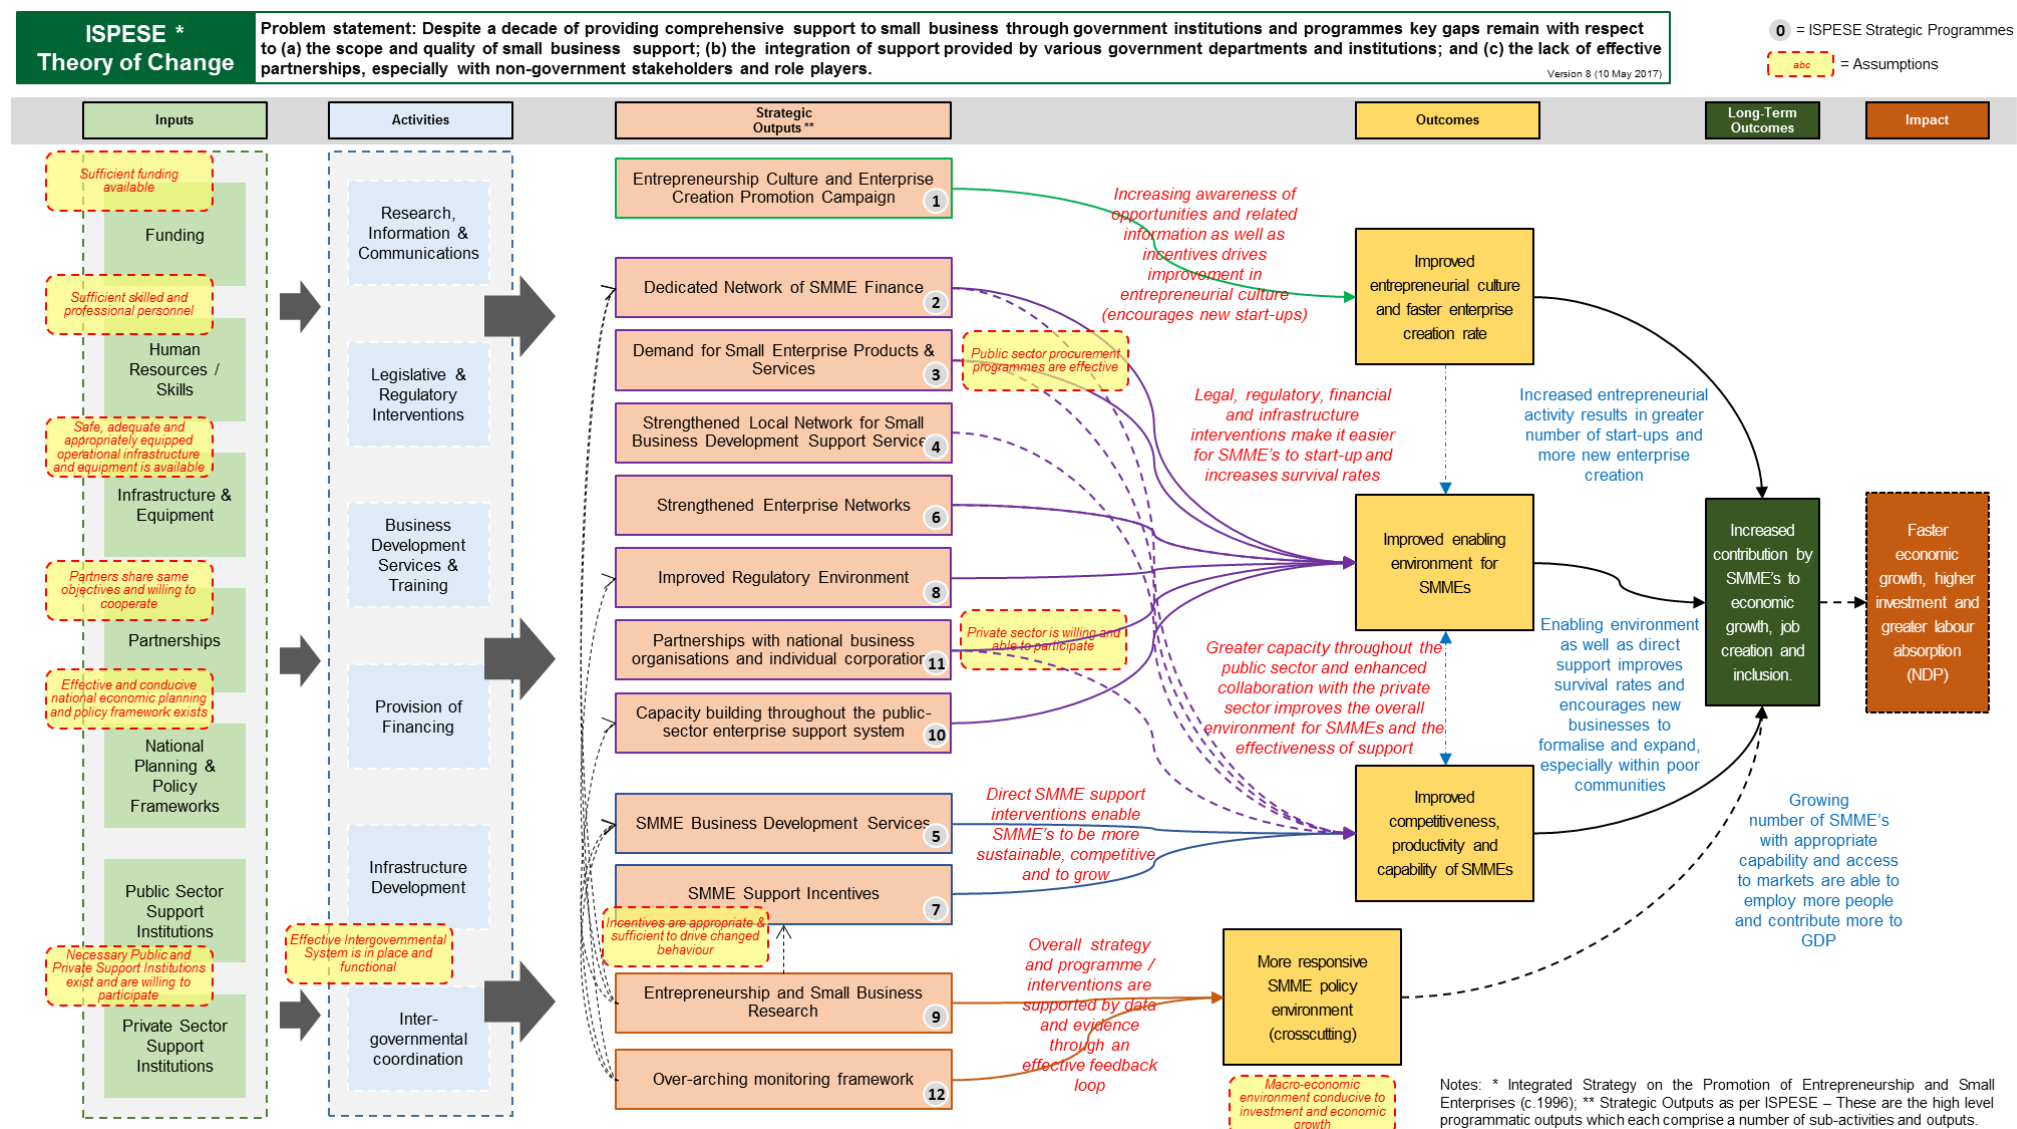 ISPESE *
Theory of Change
Problem statement: Despite a decade of providing comprehensive support to small business through government institutions and programmes key gaps remain with respect
to (a) the scope and quality of small business support; (b) the integration of support provided by various government departments and institutions; and (c) the lack of effective
partnerships, especially with non-government stakeholders and role players.
Version 8 (10 May 2017)
0 = ISPESE Strategic Programmes
abc = Assumptions
Inputs
Activities
Strategic
Outputs **
Outcomes
Long-Term
Outcomes
Impact
Sufficient funding
available
Funding
Sufficient skilled and
professional personnel
Human
Resources /
Skills
Safe, adequate and
appropriately equipped
operational infrastructure
and equipment is available
Infrastructure &
Equipment
Partners share same
objectives and willing to
cooperate
Partnerships
Effective and conducive
national economic planning
and policy framework exists
National
Planning &
Policy
Frameworks
Public Sector
Support
Institutions
Necessary Public and
Private Support Institutions
exist and are willing to
participate
Private Sector
Support
Institutions
Research,
Information &
Communications
Legislative &
Regulatory
Interventions
Business
Development
Services &
Training
Provision of
Financing
Infrastructure
Development
Effective Intergovernmental
System is in place and
functional
Inter-
governmental
coordination
Entrepreneurship Culture and Enterprise
Creation Promotion Campaign
1
Dedicated Network of SMME Finance
2
Demand for Small Enterprise Products &
Services
3
Public sector procurement
programmes are effective
Strengthened Local Network for Small
Business Development Support Service
4
Strengthened Enterprise Networks
6
Improved Regulatory Environment
8
Partnerships with national business
organisations and individual corporation
11
Private sector is willing and
able to participate
Capacity building throughout the public-
sector enterprise support system
10
SMME Business Development Services
5
SMME Support Incentives
7
Incentives are appropriate &
sufficient to drive changed
behaviour
Entrepreneurship and Small Business
Research
9
Over-arching monitoring framework
12
Increasing awareness of
opportunities and related
information as well as
incentives drives
improvement in
entrepreneurial culture
(encourages new start-ups)
Legal, regulatory, financial
and infrastructure
interventions make it easier
for SMME's to start-up and
increases survival rates
Greater capacity throughout the
public sector and enhanced
collaboration with the private
sector improves the overall
environment for SMMEs and the
effectiveness of support
Direct SMME support
interventions enable
SMME's to be more
sustainable, competitive
and to grow
Overall strategy
and programme /
interventions are
supported by data
and evidence
through an
effective feedback
loop
Improved
entrepreneurial culture
and faster enterprise
creation rate
Improved enabling
environment for
SMMEs
Improved
competitiveness,
productivity and
capability of SMMEs
More responsive
SMME policy
environment
(crosscutting)
Macro-economic
environment conducive to
investment and economic
growth
Increased entrepreneurial
activity results in greater
number of start-ups and
more new enterprise
creation
Enabling environment
as well as direct
support improves
survival rates and
encourages new
businesses to
formalise and expand,
especially within poor
communities
Growing
number of SMME's
with appropriate
capability and access
to markets are able to
employ more people
and contribute more to
GDP
Increased
contribution by
SMME's to
economic
growth, job
creation and
inclusion.
Faster
economic
growth, higher
investment and
greater labour
absorption
(NDP)
Notes: * Integrated Strategy on the Promotion of Entrepreneurship and Small
Enterprises (c.1996); ** Strategic Outputs as per ISPESE – These are the high level
programmatic outputs which each comprise a number of sub-activities and outputs.